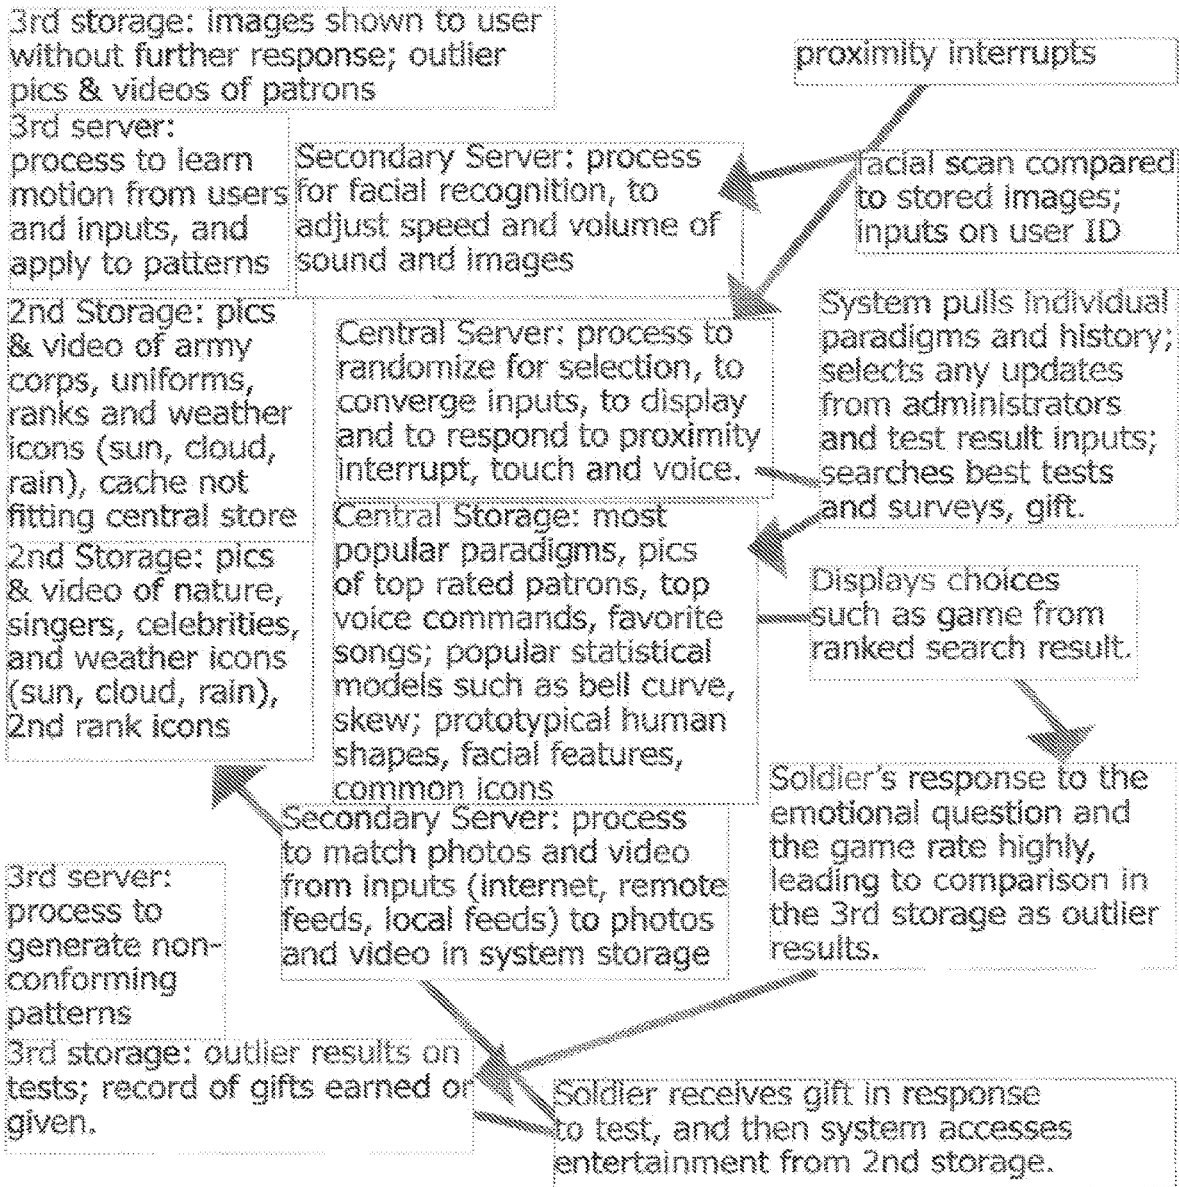 3rd storage: images shown to user
without further response; outlier
pics & videos of patrons
proximity interrupts
3rd server:
process to learn
motion from users
and inputs, and
apply to patterns
Secondary Server: process
for facial recognition, to
adjust speed and volume of
sound and images
facial scan compared
to stored images;
inputs on user ID
2nd Storage: pics
& video of army
corps, uniforms,
ranks and weather
icons (sun, cloud,
rain), cache not
fitting central store
Central Server: process to
randomize for selection, to
converge inputs, to display
and to respond to proximity
interrupt, touch and voice.
System pulls individual
paradigms and history;
selects any updates
from administrators
and test result inputs;
searches best tests
and surveys, gift.
2nd Storage: pics
& video of nature,
singers, celebrities,
and weather icons
(sun, cloud, rain),
2nd rank icons
Central Storage: most
popular paradigms, pics
of top rated patrons, top
voice commands, favorite
songs; popular statistical
models such as bell curve,
skew; prototypical human
shapes, facial features,
common icons
Displays choices
such as game from
ranked search result.
Soldier's response to the
emotional question and
the game rate highly,
leading to comparison in
the 3rd storage as outlier
results.
Secondary Server: process
to match photos and video
from inputs (internet, remote
feeds, local feeds) to photos
and video in system storage
3rd server:
process to
generate non-
conforming
patterns
3rd storage: outlier results on
tests; record of gifts earned or
given.
Soldier receives gift in response
to test, and then system accesses
entertainment from 2nd storage.